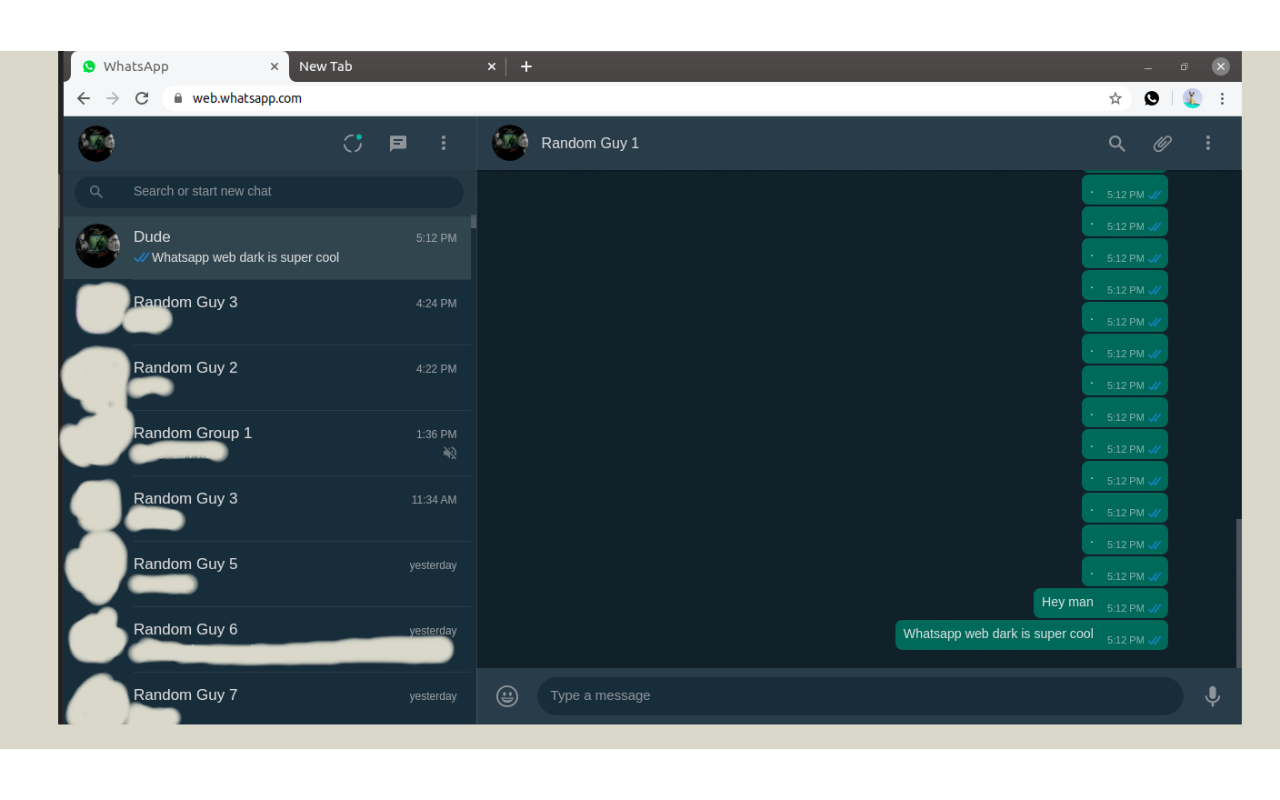 WhatsApp
New Tab
web.whatsapp.com
Random Guy 1
Search or start new chat
Dude 5:12 PM
Whatsapp web dark is super cool
Random Guy 3 4:24 PM
Random Guy 2 4:22 PM
Random Group 1 1:36 PM
Random Guy 3 11:34 AM
Random Guy 5 yesterday
Random Guy 6 yesterday
Random Guy 7 yesterday
. 5:12 PM
. 5:12 PM
. 5:12 PM
. 5:12 PM
. 5:12 PM
. 5:12 PM
. 5:12 PM
. 5:12 PM
. 5:12 PM
. 5:12 PM
. 5:12 PM
. 5:12 PM
. 5:12 PM
Hey man 5:12 PM
Whatsapp web dark is super cool 5:12 PM
Type a message